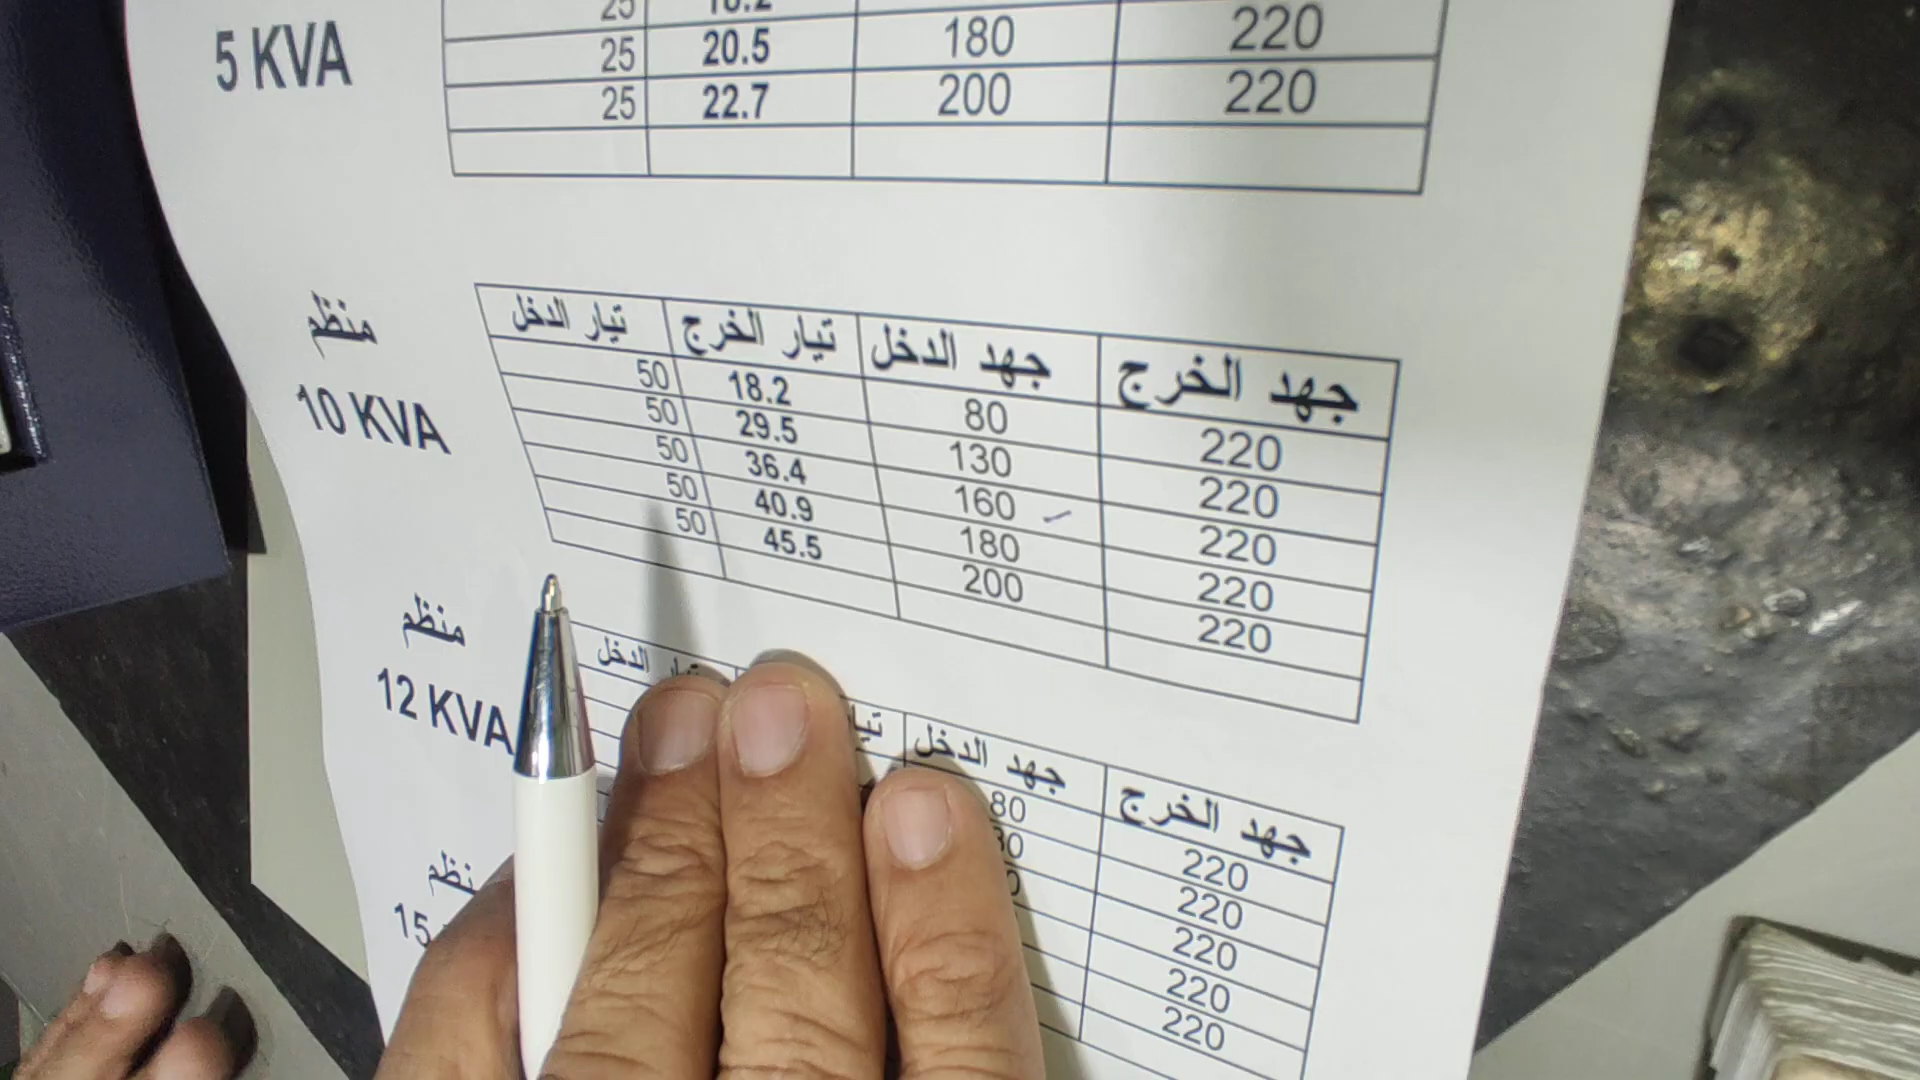 220 180 20.5 25
5 KVA
220 200 22.7 25
منظم
10 KVA
جهد الخرج جهد الدخل تيار الخرج تيار الدخل
220 80 18.2 50
220 130 29.5 50
220 160 36.4 50
220 180 40.9 50
220 200 45.5 50
منظم
12 KVA
جهد الخرج جهد الدخل تيار الدخل
220 80
220
220
220
220
منظم
15